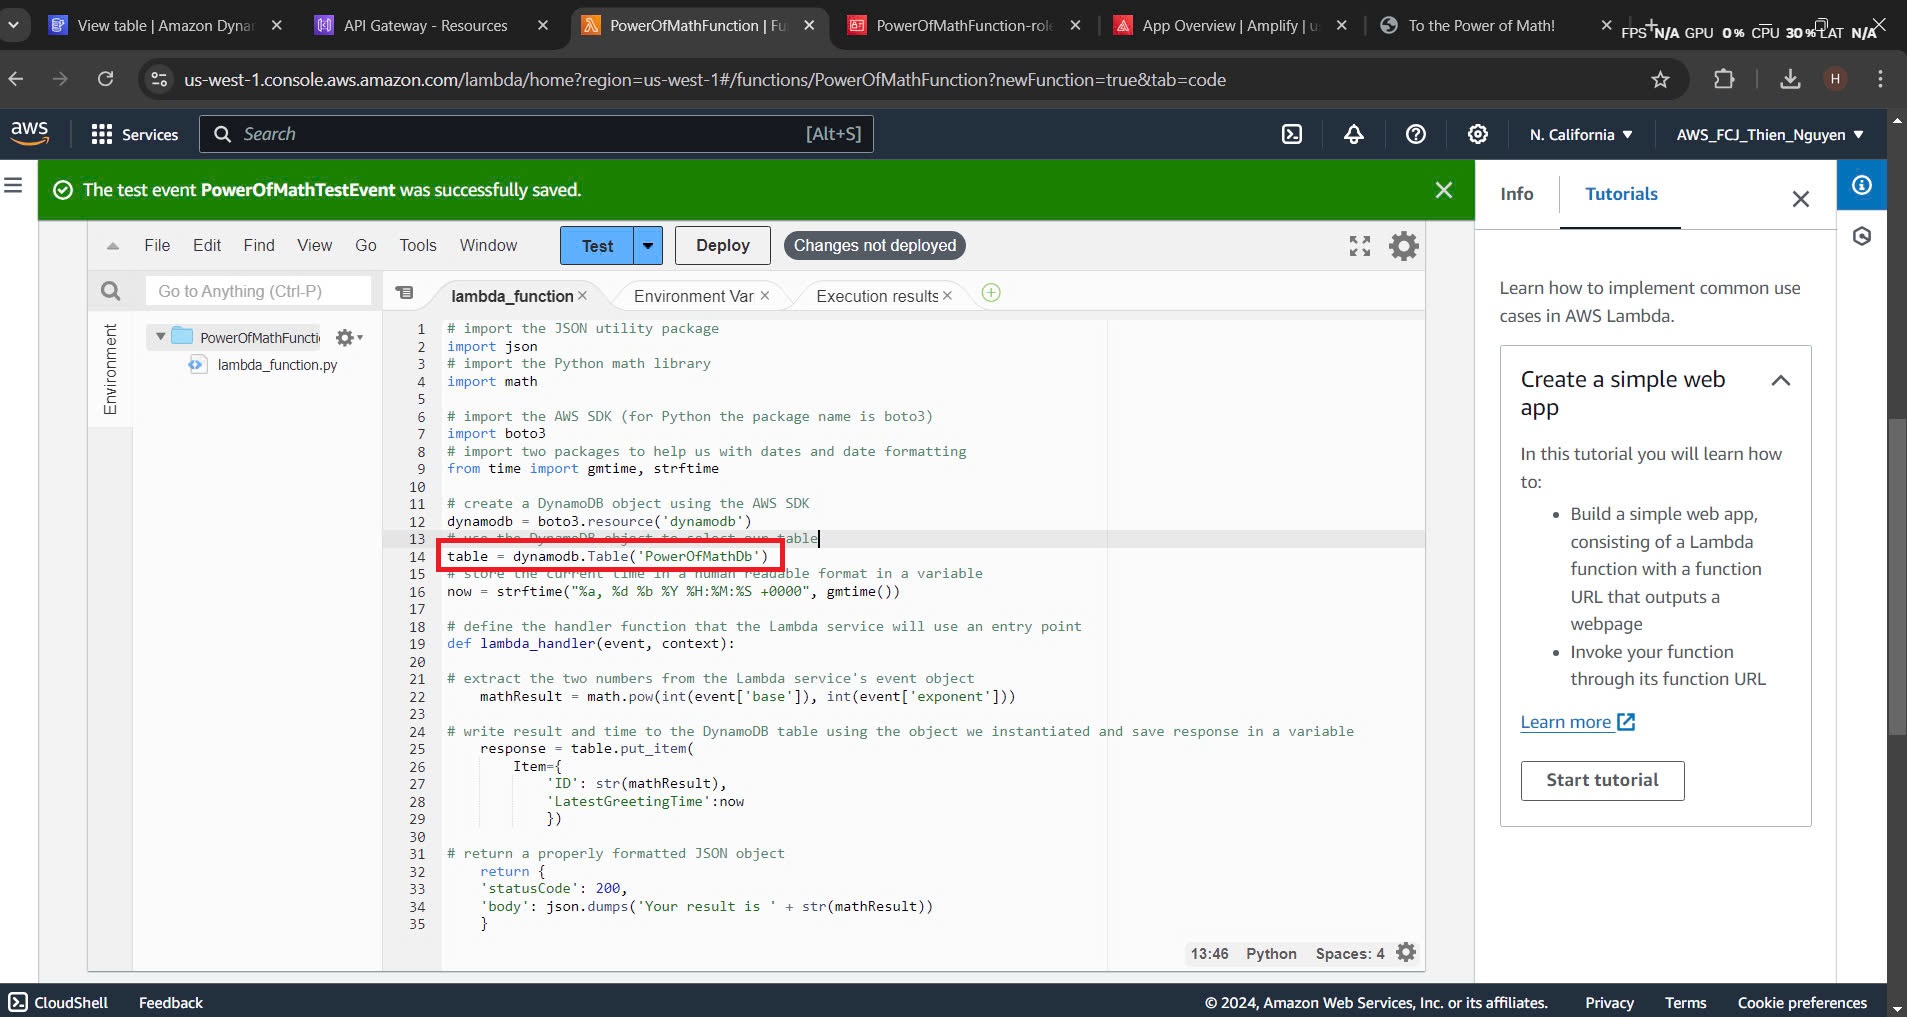 View table | Amazon Dyna
API Gateway - Resources
PowerOfMathFunction | Fu
PowerOfMathFunction-role
App Overview | Amplify | u
To the Power of Math!
FPS N/A GPU 0% CPU 30% LAT N/A
us-west-1.console.aws.amazon.com/lambda/home?region=us-west-1#/functions/PowerOfMathFunction?newFunction=true&tab=code
H
aws
Services
Search
[Alt+S]
N. California
AWS_FCJ_Thien_Nguyen
The test event PowerOfMathTestEvent was successfully saved.
Info
Tutorials
File Edit Find View Go Tools Window
Test
Deploy
Changes not deployed
Go to Anything (Ctrl-P)
lambda_function
Environment Var
Execution results
Environment
PowerOfMathFuncti
lambda_function.py
1 # import the JSON utility package
2 import json
3 # import the Python math library
4 import math
5
6 # import the AWS SDK (for Python the package name is boto3)
7 import boto3
8 # import two packages to help us with dates and date formatting
9 from time import gmtime, strftime
10
11 # create a DynamoDB object using the AWS SDK
12 dynamodb = boto3.resource('dynamodb')
13 # use the DynamoDB object to select our table
14 table = dynamodb.Table('PowerOfMathDb')
15 # store the current time in a human readable format in a variable
16 now = strftime("%a, %d %b %Y %H:%M:%S +0000", gmtime())
17
18 # define the handler function that the Lambda service will use an entry point
19 def lambda_handler(event, context):
20
21 # extract the two numbers from the Lambda service's event object
22 mathResult = math.pow(int(event['base']), int(event['exponent']))
23
24 # write result and time to the DynamoDB table using the object we instantiated and save response in a variable
25 response = table.put_item(
26 Item={
27 'ID': str(mathResult),
28 'LatestGreetingTime':now
29 })
30
31 # return a properly formatted JSON object
32 return {
33 'statusCode': 200,
34 'body': json.dumps('Your result is ' + str(mathResult))
35 }
13:46 Python Spaces: 4
Learn how to implement common use
cases in AWS Lambda.
Create a simple web
app
In this tutorial you will learn how
to:
• Build a simple web app,
consisting of a Lambda
function with a function
URL that outputs a
webpage
• Invoke your function
through its function URL
Learn more
Start tutorial
CloudShell
Feedback
© 2024, Amazon Web Services, Inc. or its affiliates.
Privacy
Terms
Cookie preferences